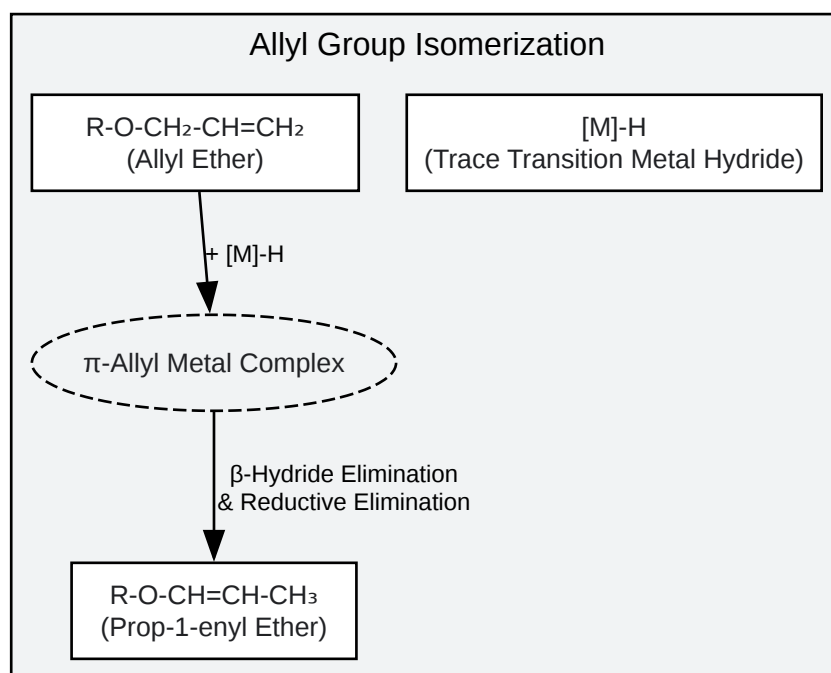 Allyl Group Isomerization
R-O-CH₂-CH=CH₂
(Allyl Ether)
[M]-H
(Trace Transition Metal Hydride)
+ [M]-H
π-Allyl Metal Complex
β-Hydride Elimination
& Reductive Elimination
R-O-CH=CH-CH₃
(Prop-1-enyl Ether)